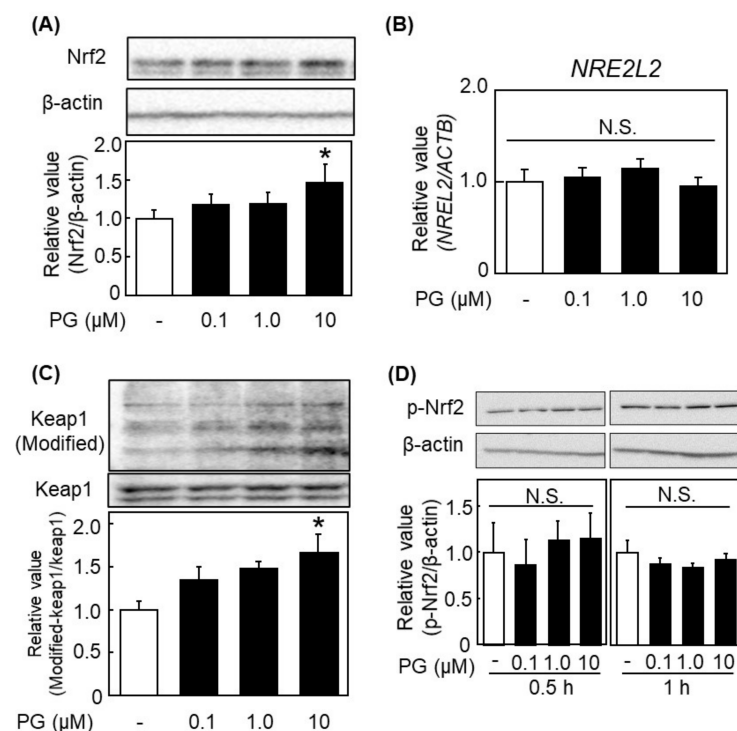 (A)
Nrf2
β-actin
Relative value
(Nrf2/β-actin)
2.0
1.5
1.0
0.5
0
*
PG (μM) - 0.1 1.0 10
(B)
NRE2L2
Relative value
(NREL2/ACTB)
2.0
1.0
0
N.S.
PG (μM) - 0.1 1.0 10
(C)
Keap1
(Modified)
Keap1
Relative value
(Modified-keap1/keap1)
2.0
1.5
1.0
0.5
0
*
PG (μM) - 0.1 1.0 10
(D)
p-Nrf2
β-actin
Relative value
(p-Nrf2/β-actin)
1.5
1.0
0.5
0
N.S. N.S.
PG (μM) - 0.1 1.0 10 - 0.1 1.0 10
0.5 h 1 h